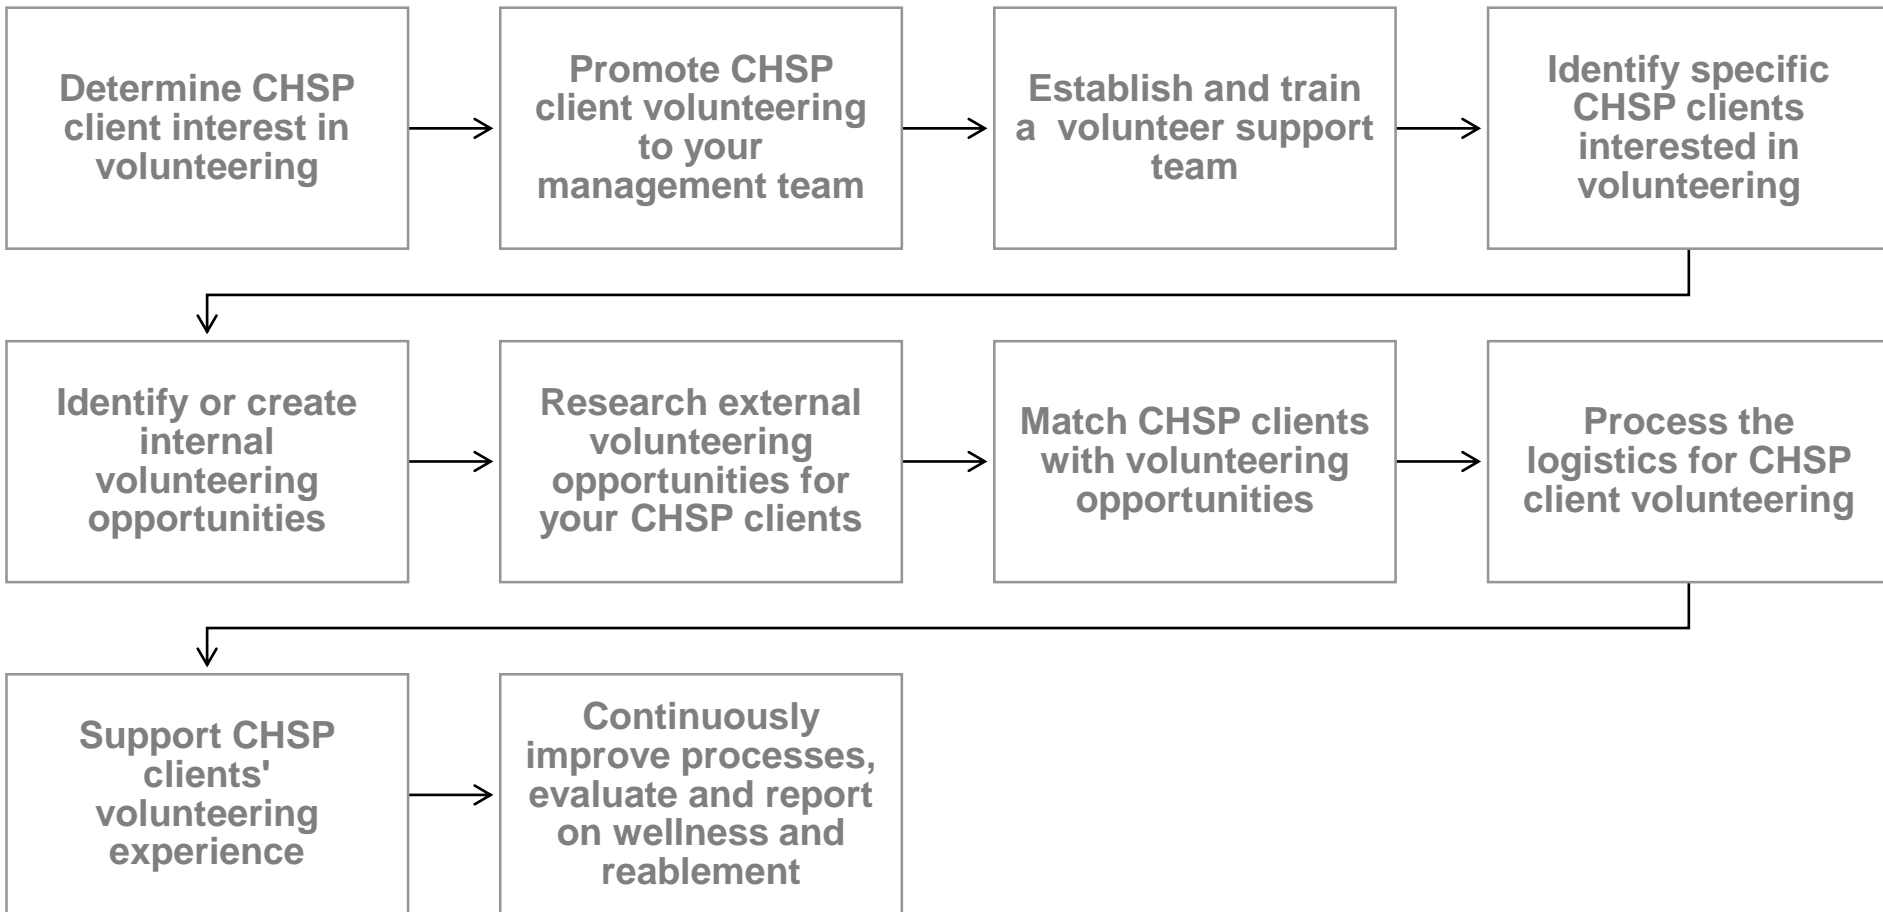 Determine CHSP
client interest in
volunteering
Promote CHSP
client volunteering
to your
management team
Establish and train
a  volunteer support
team
Identify specific
CHSP clients
interested in
volunteering
Identify or create
internal
volunteering
opportunities
Research external
volunteering
opportunities for
your CHSP clients
Match CHSP clients
with volunteering
opportunities
Process the
logistics for CHSP
client volunteering
Support CHSP
clients'
volunteering
experience
Continuously
improve processes,
evaluate and report
on wellness and
reablement